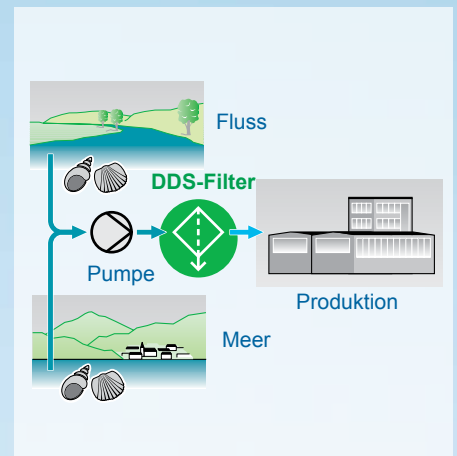 Fluss
DDS-Filter
Pumpe
Produktion
Meer